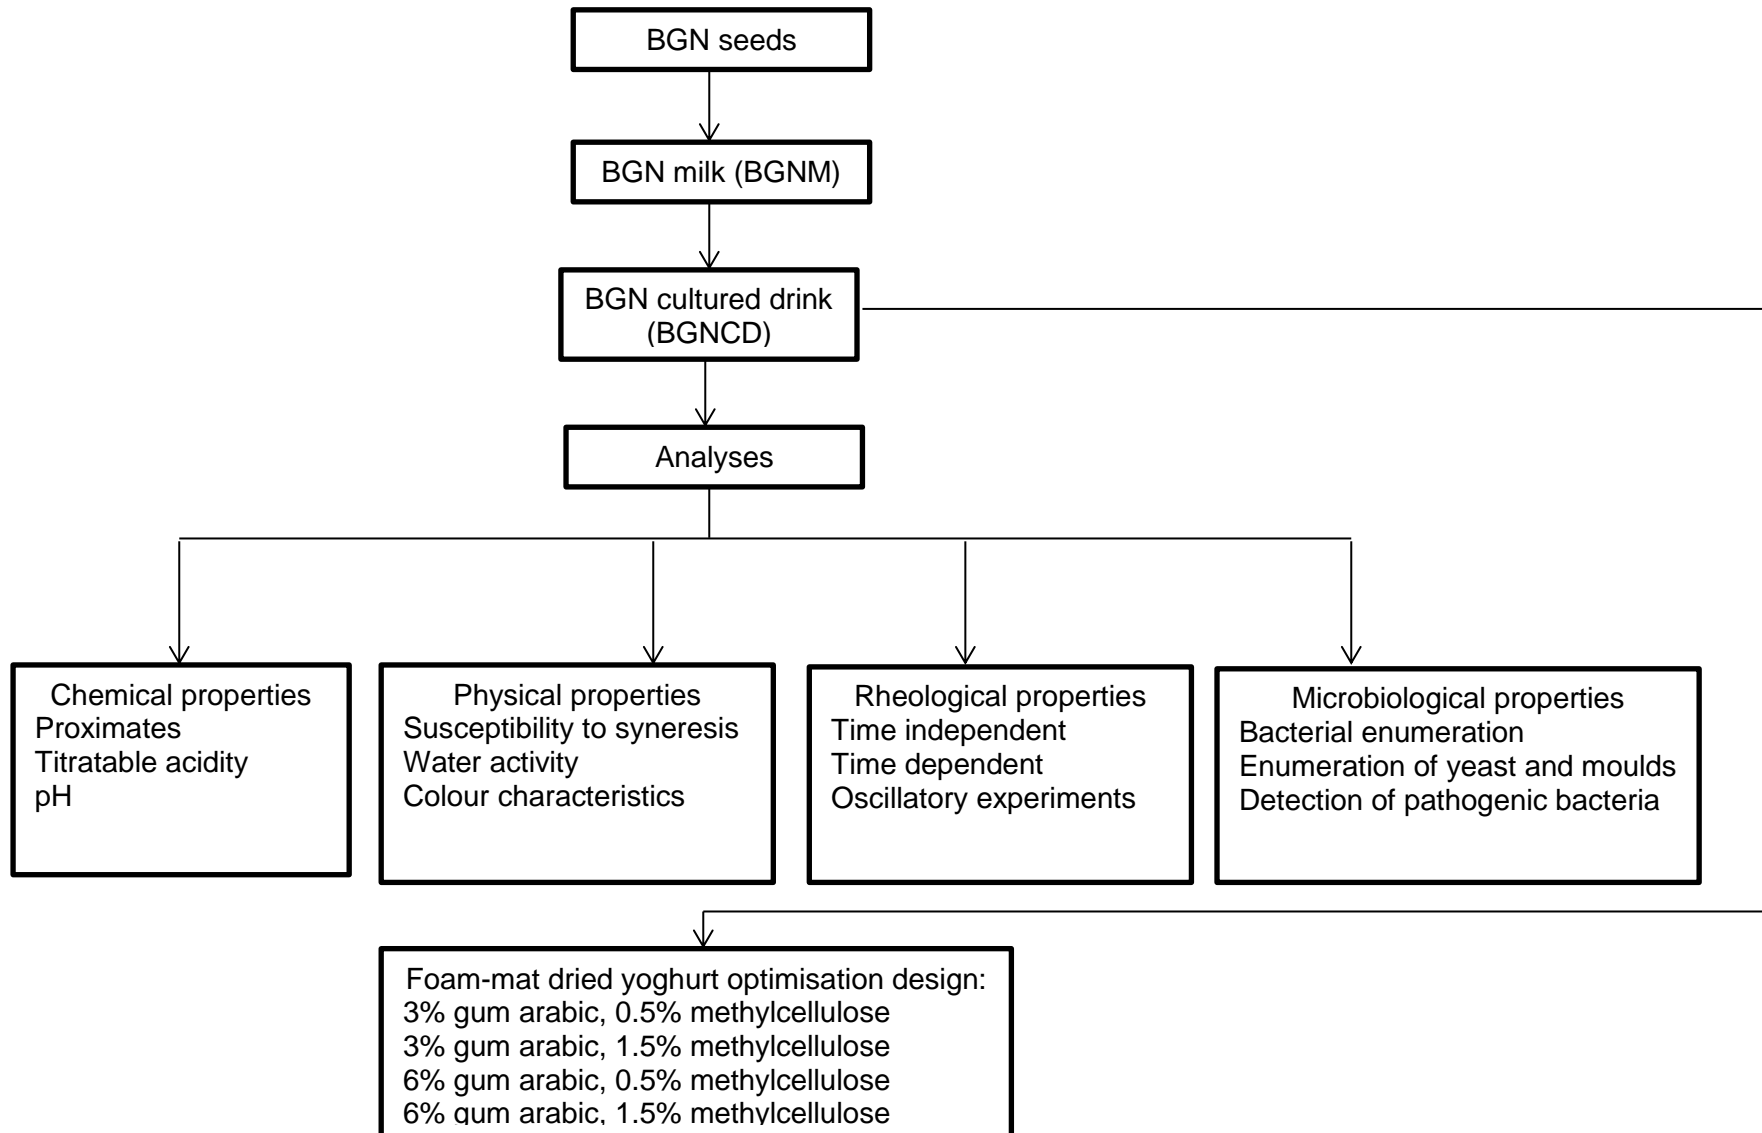 BGN seeds
BGN milk (BGNM)
BGN cultured drink
(BGNCD)
Analyses
Chemical properties
Proximates
Titratable acidity
pH
Physical properties
Susceptibility to syneresis
Water activity
Colour characteristics
Rheological properties
Time independent
Time dependent
Oscillatory experiments
Microbiological properties
Bacterial enumeration
Enumeration of yeast and moulds
Detection of pathogenic bacteria
Foam-mat dried yoghurt optimisation design:
3% gum arabic, 0.5% methylcellulose
3% gum arabic, 1.5% methylcellulose
6% gum arabic, 0.5% methylcellulose
6% gum arabic, 1.5% methylcellulose